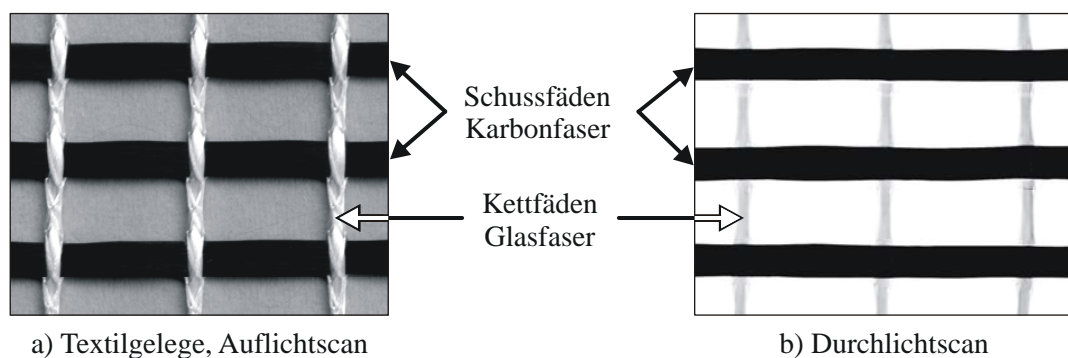 Schussfäden
Karbonfaser
Kettfäden
Glasfaser
a) Textilgelege, Auflichtscan
b) Durchlichtscan